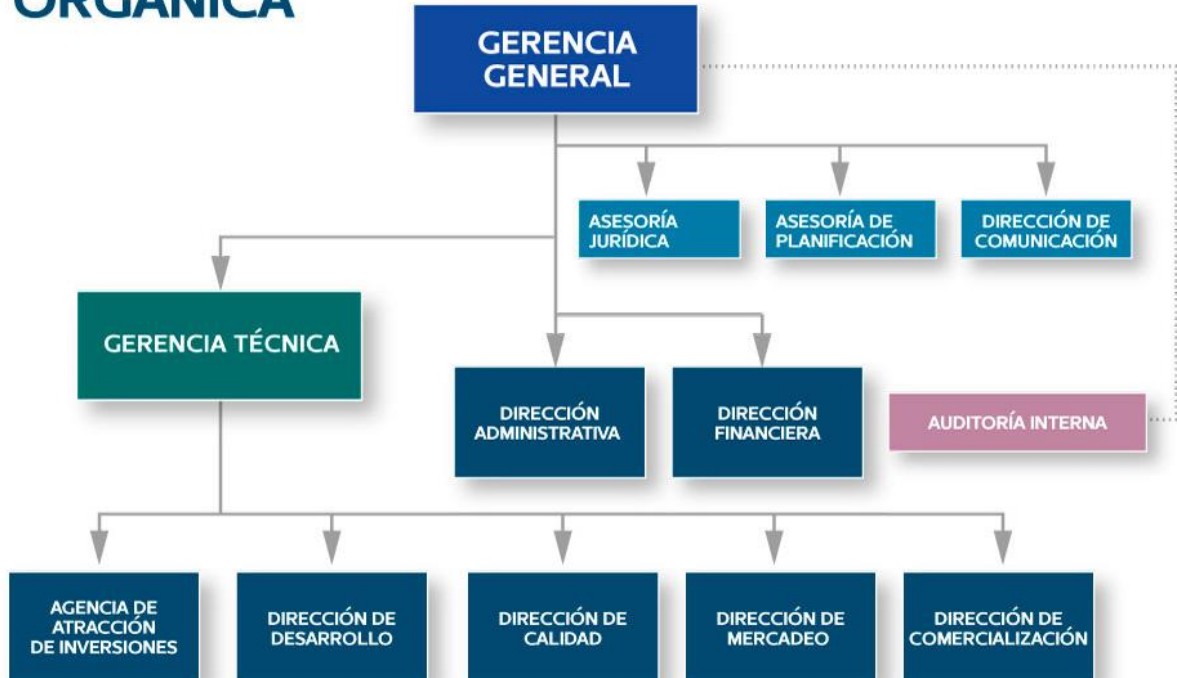 ORGÁNICA
GERENCIA
GENERAL
ASESORÍA
JURÍDICA
ASESORÍA DE
PLANIFICACIÓN
DIRECCIÓN DE
COMUNICACIÓN
GERENCIA TÉCNICA
DIRECCIÓN
ADMINISTRATIVA
DIRECCIÓN
FINANCIERA
AUDITORÍA INTERNA
AGENCIA DE
ATRACCIÓN
DE INVERSIONES
DIRECCIÓN DE
DESARROLLO
DIRECCIÓN DE
CALIDAD
DIRECCIÓN DE
MERCADEO
DIRECCIÓN DE
COMERCIALIZACIÓN